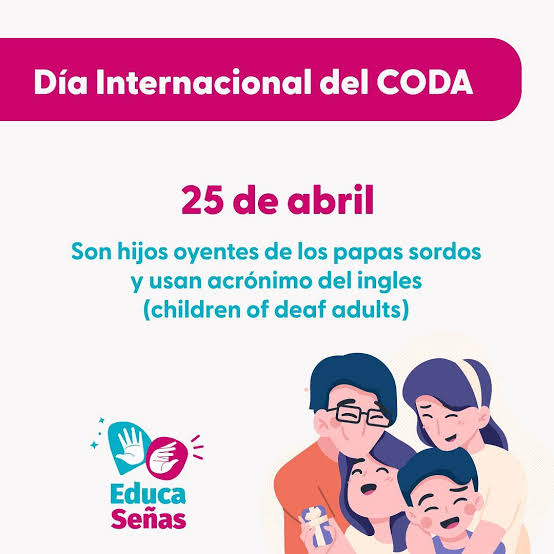 Día Internacional del CODA
25 de abril
Son hijos oyentes de los papas sordos
y usan acrónimo del ingles
(children of deaf adults)
Educa
Señas